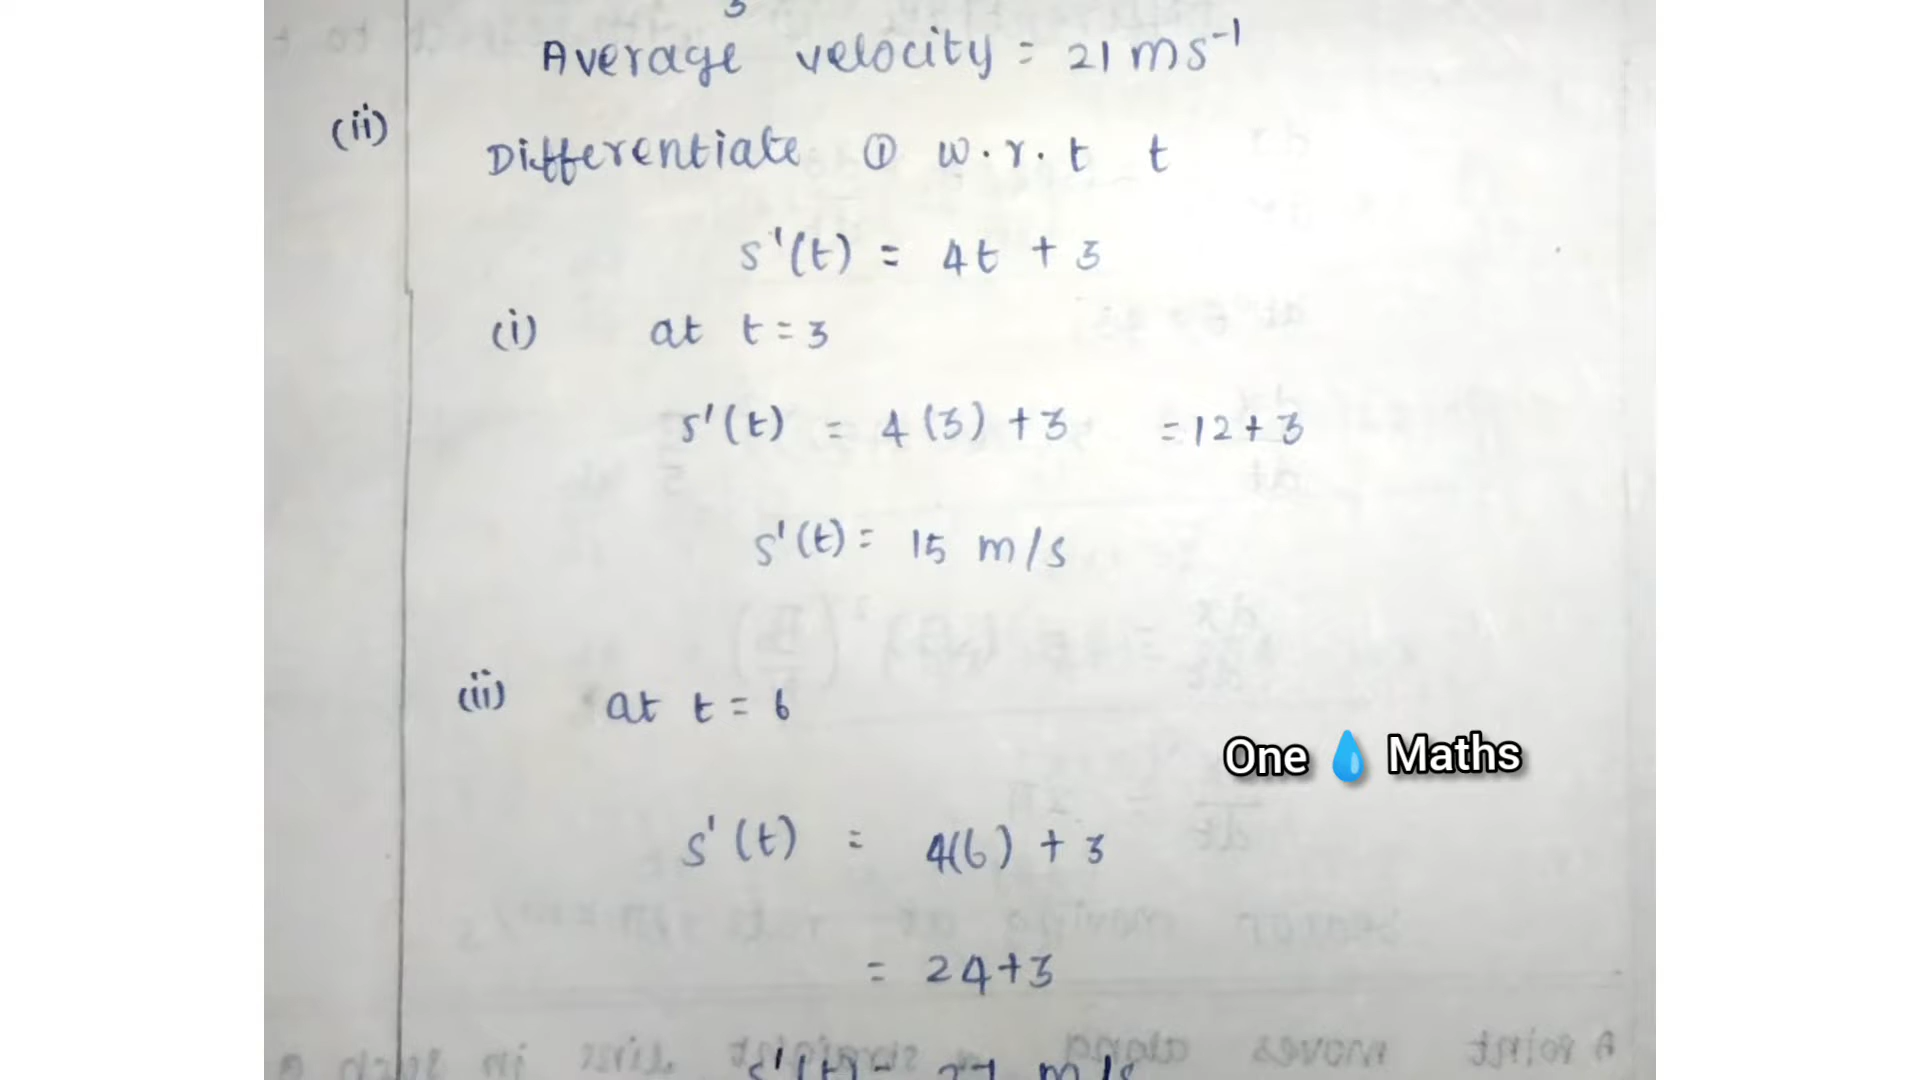 Average velocity = 21 ms⁻¹
(ii)
Differentiate ① w.r.t t
s'(t) = 4t + 3
(i) at t = 3
s'(t) = 4(3) + 3 = 12 + 3
s'(t) = 15 m/s
(ii) at t = 6
One 💧 Maths
s'(t) = 4(6) + 3
= 24 + 3
s'(t) = 27 m/s